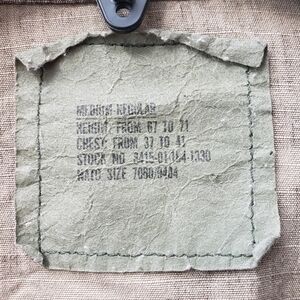 MEDIUM-REGULAR
HEIGHT: FROM 67 TO 71
CHEST: FROM 37 TO 41
STOCK NO. 8415-01-184-1330
NATO SIZE 7080/9404